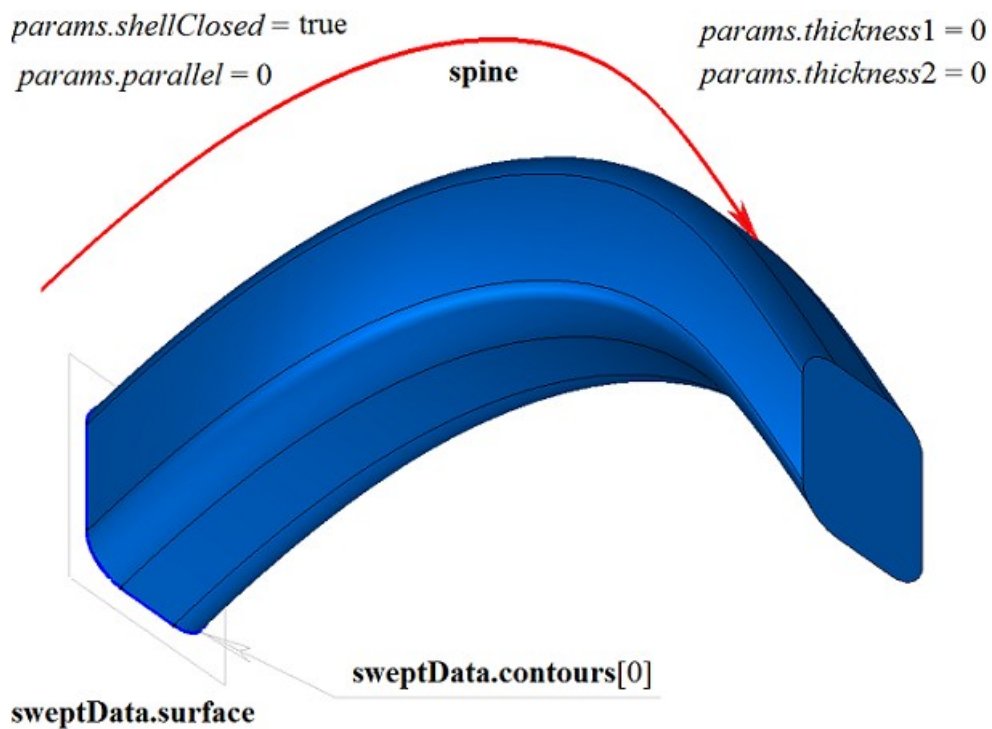 params.shellClosed = true
params.parallel = 0
spine
params.thickness1 = 0
params.thickness2 = 0
sweptData.contours[0]
sweptData.surface